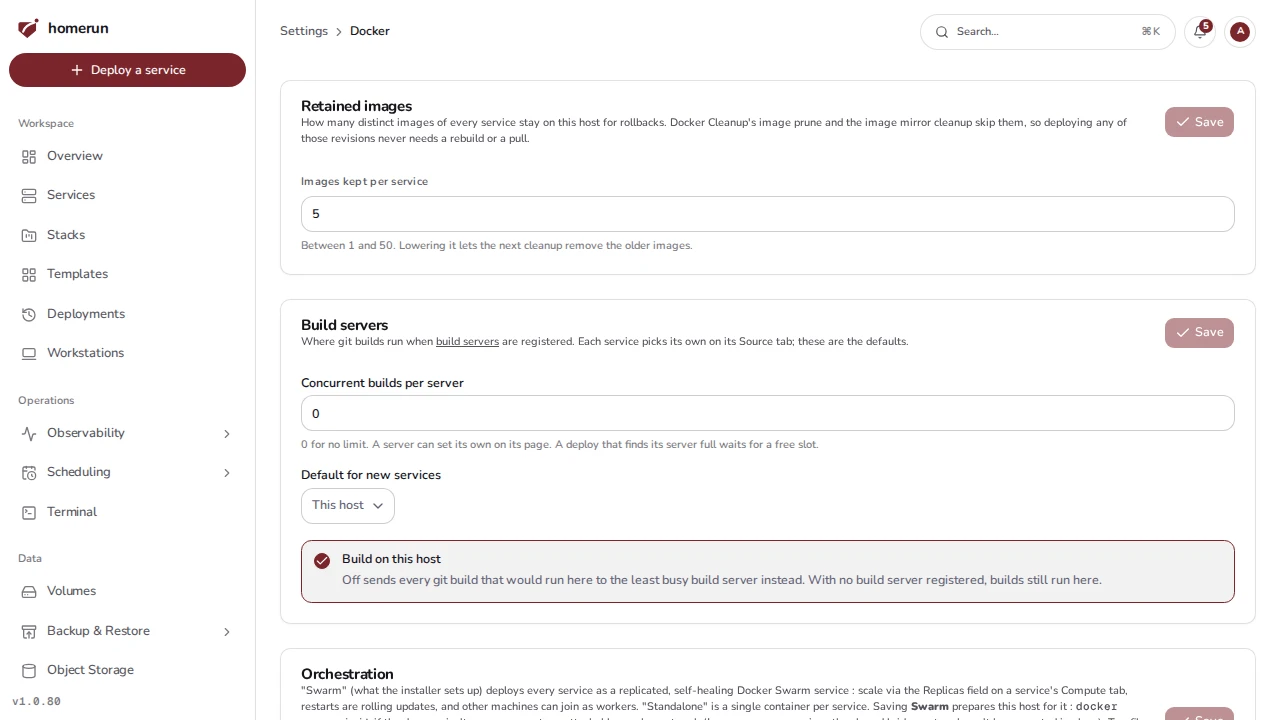 homerun
Settings > Docker
Search...
⌘K
5
A
Deploy a service
Workspace
Overview
Services
Stacks
Templates
Deployments
Workstations
Operations
Observability
Scheduling
Terminal
Data
Volumes
Backup & Restore
Object Storage
v1.0.80
Retained images
How many distinct images of every service stay on this host for rollbacks. Docker Cleanup's image prune and the image mirror cleanup skip them, so deploying any of
those revisions never needs a rebuild or a pull.
Save
Images kept per service
5
Between 1 and 50. Lowering it lets the next cleanup remove the older images.
Build servers
Where git builds run when build servers are registered. Each service picks its own on its Source tab; these are the defaults.
Save
Concurrent builds per server
0
0 for no limit. A server can set its own on its page. A deploy that finds its server full waits for a free slot.
Default for new services
This host
Build on this host
Off sends every git build that would run here to the least busy build server instead. With no build server registered, builds still run here.
Orchestration
"Swarm" (what the installer sets up) deploys every service as a replicated, self-healing Docker Swarm service : scale via the Replicas field on a service's Compute tab,
restarts are rolling updates, and other machines can join as workers. "Standalone" is a single container per service. Saving Swarm prepares this host for it : docker
Save